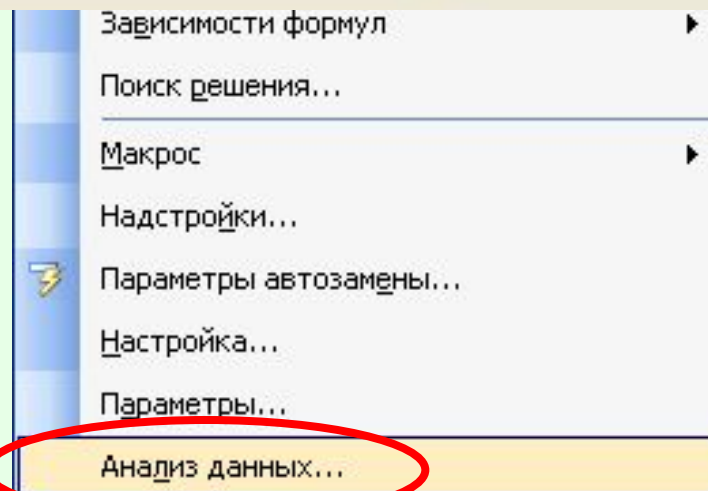 Зависимости формул
Поиск решения...
Макрос
Надстройки...
Параметры автозамены...
Настройка...
Параметры...
Анализ данных...